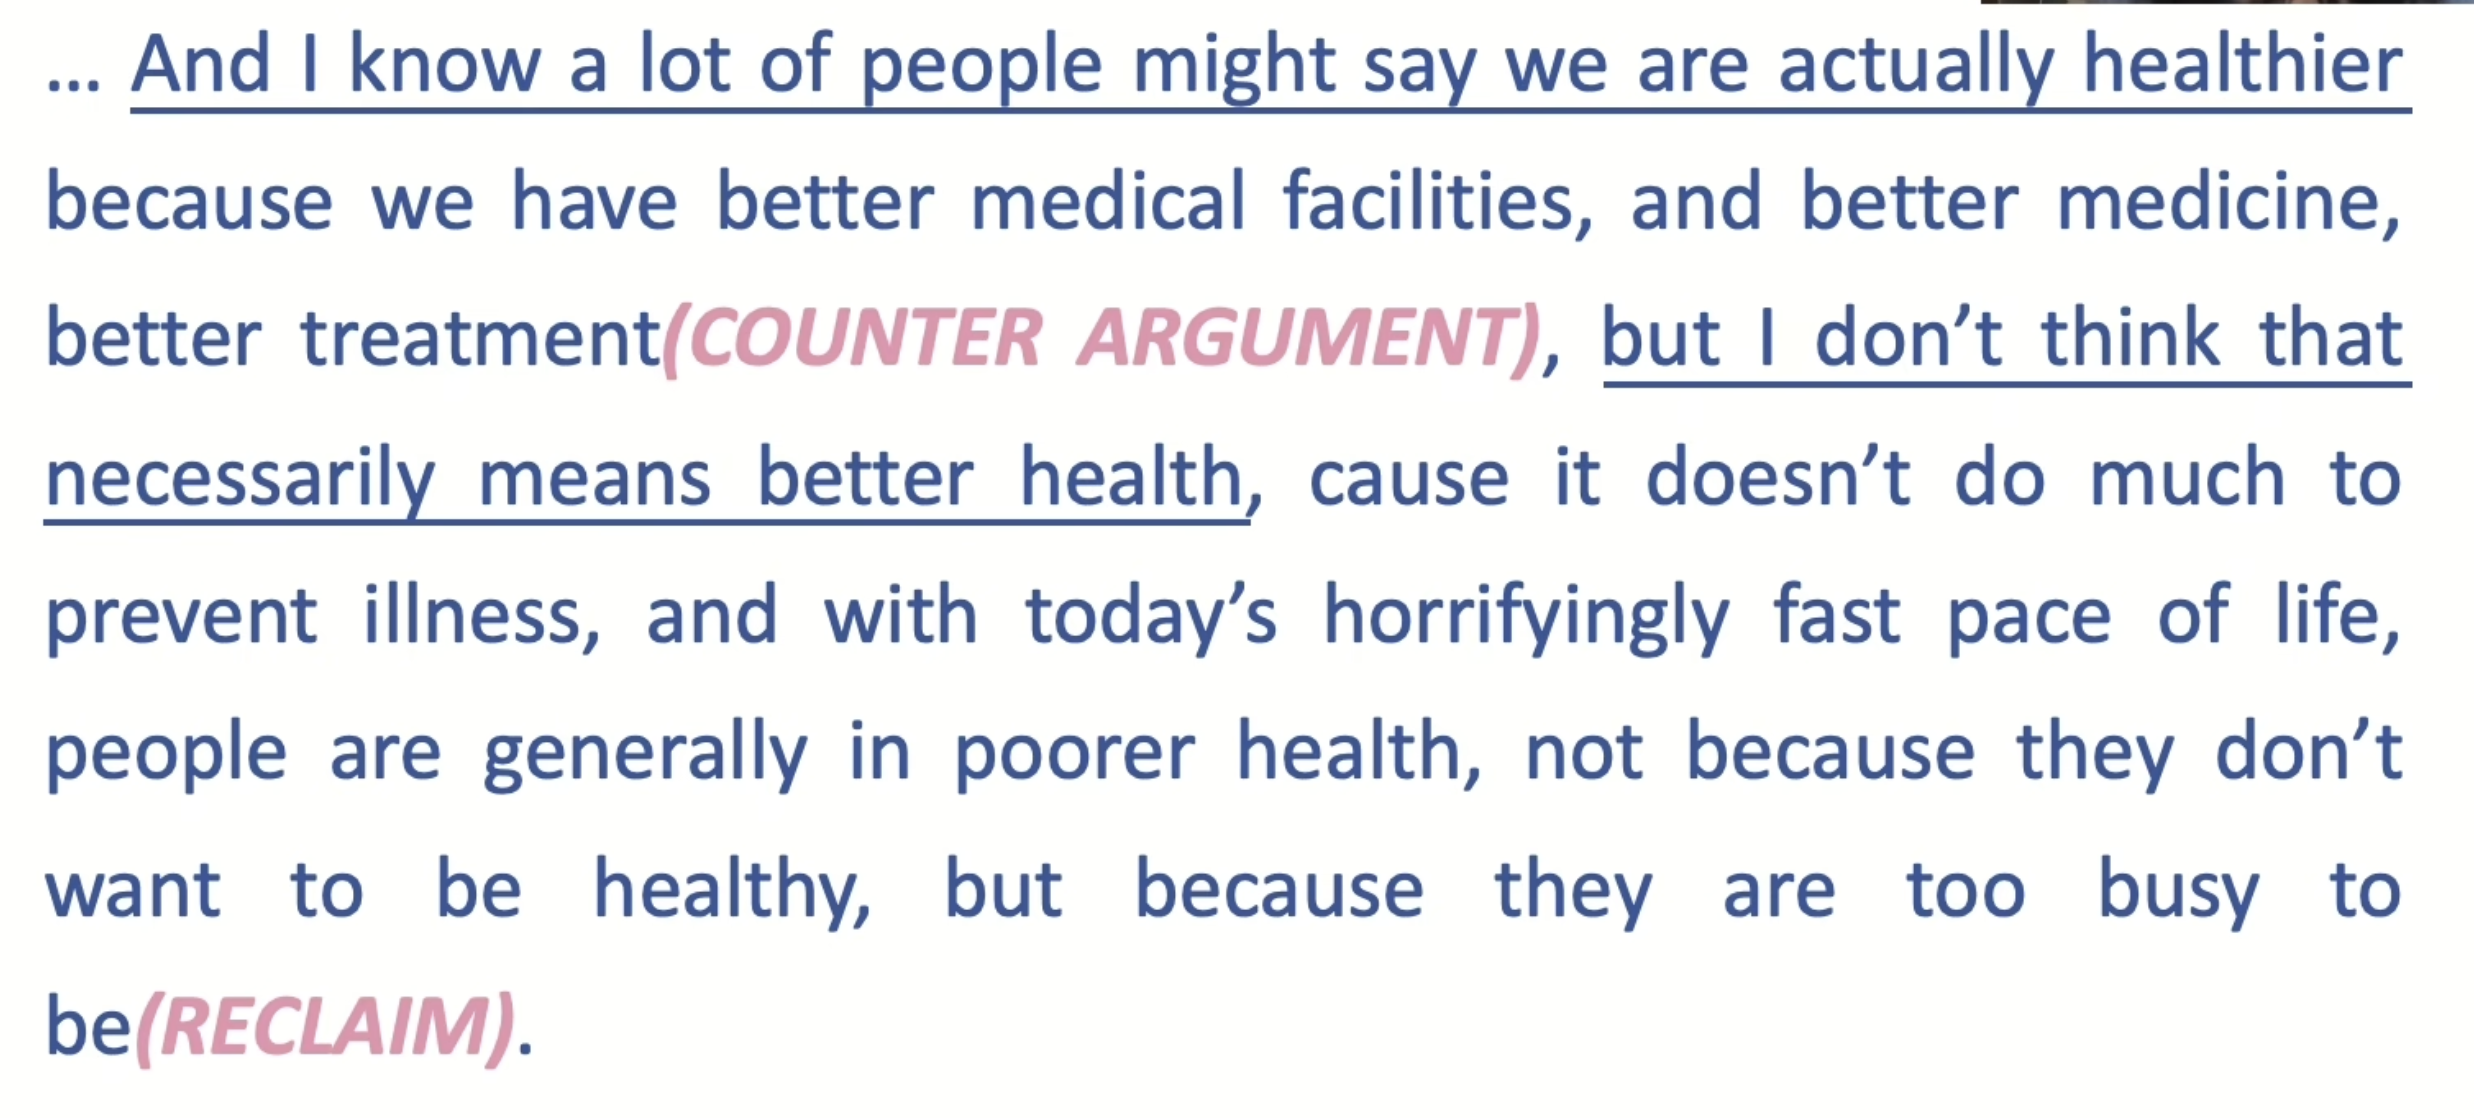 ... And I know a lot of people might say we are actually healthier
because we have better medical facilities, and better medicine,
better treatment(COUNTER ARGUMENT), but I don’t think that
necessarily means better health, cause it doesn’t do much to
prevent illness, and with today’s horrifyingly fast pace of life,
people are generally in poorer health, not because they don’t
want to be healthy, but because they are too busy to
be(RECLAIM).